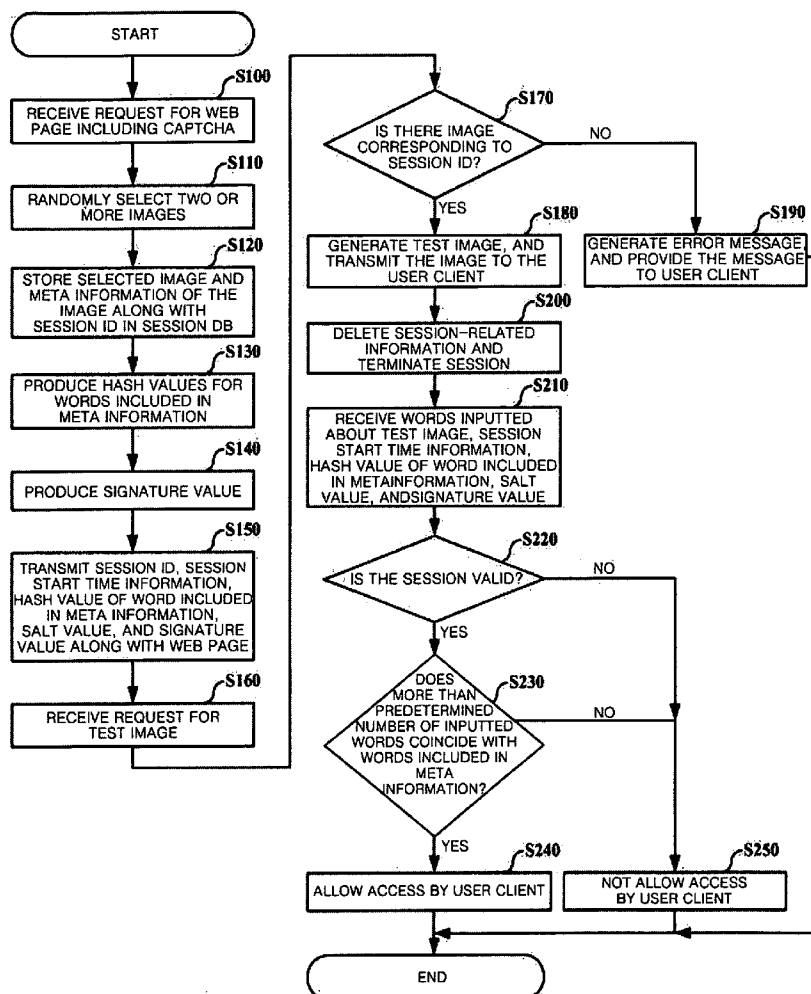 START
S100
RECEIVE REQUEST FOR WEB
PAGE INCLUDING CAPTCHA
S110
RANDOMLY SELECT TWO OR
MORE IMAGES
S120
STORE SELECTED IMAGE AND
META INFORMATION OF THE
IMAGE ALONG WITH
SESSION ID IN SESSION DB
S130
PRODUCE HASH VALUES FOR
WORDS INCLUDED IN
META INFORMATION
S140
PRODUCE SIGNATURE VALUE
S150
TRANSMIT SESSION ID, SESSION
START TIME INFORMATION,
HASH VALUE OF WORD INCLUDED
IN META INFORMATION,
SALT VALUE, AND SIGNATURE
VALUE ALONG WITH WEB PAGE
S160
RECEIVE REQUEST FOR
TEST IMAGE
S170
IS THERE IMAGE
CORRESPONDING TO
SESSION ID?
NO
YES
S180
GENERATE TEST IMAGE, AND
TRANSMIT THE IMAGE TO THE
USER CLIENT
S190
GENERATE ERROR MESSAGE,
AND PROVIDE THE MESSAGE
TO USER CLIENT
S200
DELETE SESSION-RELATED
INFORMATION AND
TERMINATE SESSION
S210
RECEIVE WORDS INPUTTED
ABOUT TEST IMAGE, SESSION
START TIME INFORMATION,
HASH VALUE OF WORD INCLUDED
IN METAINFORMATION, SALT
VALUE, ANDSIGNATURE VALUE
S220
IS THE SESSION VALID?
NO
YES
S230
DOES
MORE THAN
PREDETERMINED
NUMBER OF INPUTTED
WORDS COINCIDE WITH
WORDS INCLUDED IN
META
INFORMATION?
NO
YES
S240
ALLOW ACCESS BY USER CLIENT
S250
NOT ALLOW ACCESS
BY USER CLIENT
END